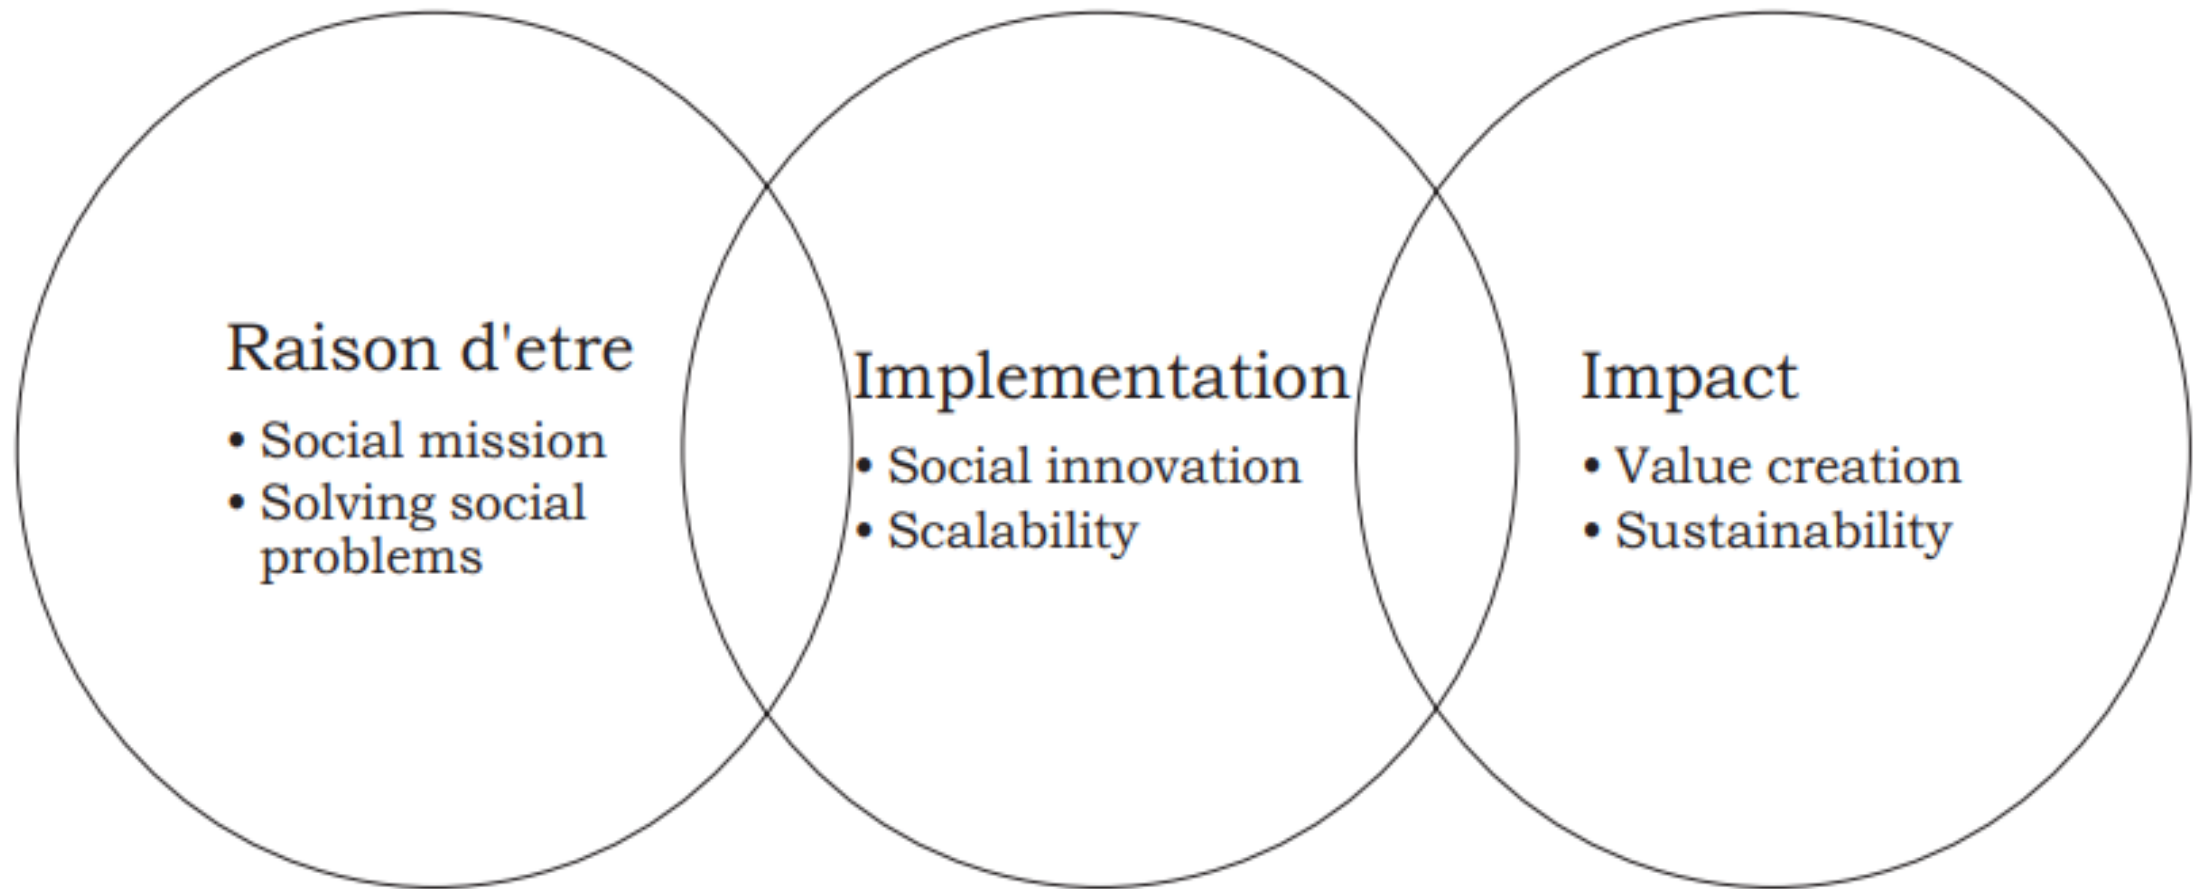 Raison d'etre
• Social mission
• Solving social
problems
Implementation
• Social innovation
• Scalability
Impact
• Value creation
• Sustainability